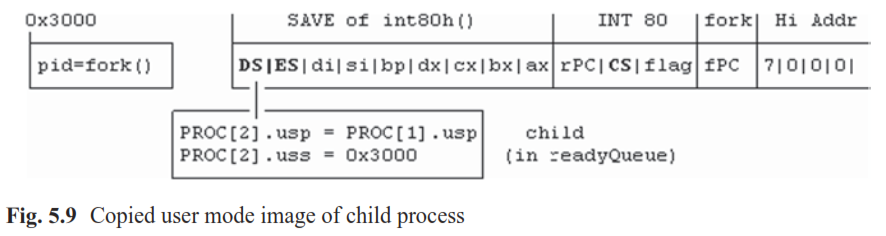 0x3000 SAVE of int80h() INT 80 |fork| Hi Addr
pid=fork() DS|ES|di|si|bp|dx|cx|bx|ax rPC|CS|flag fPC 7|0|0|0|
PROC[2].usp = PROC[1].usp child
PROC[2].uss = 0x3000 (in readyQueue)
Fig. 5.9 Copied user mode image of child process